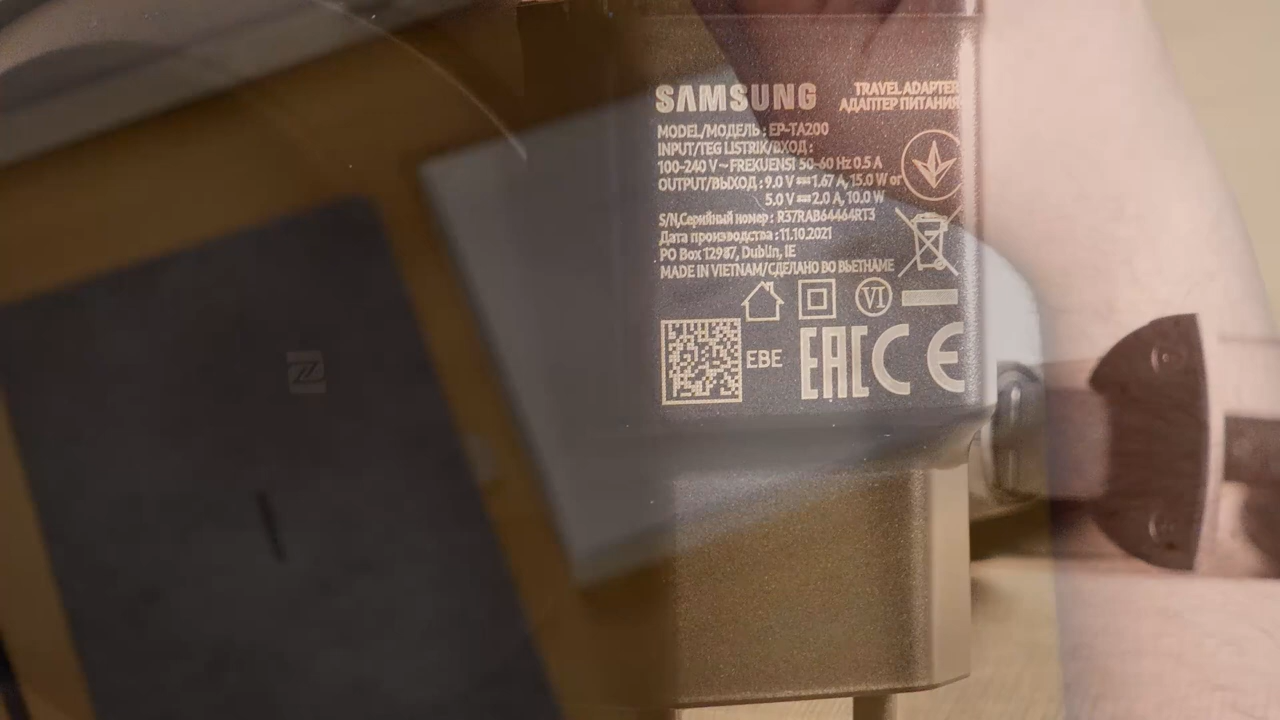 SAMSUNG
TRAVEL ADAPTER
АДАПТЕР ПИТАНИЯ
MODEL/МОДЕЛЬ : EP-TA200
INPUT/TEG LISTRIK/ВХОД :
100-240 V ~ FREKUENSI 50-60 Hz 0.5 A
OUTPUT/ВЫХОД : 9.0 V ⎓ 1.67 A, 15.0 W or
5.0 V ⎓ 2.0 A, 10.0 W
S/N,Серийный номер : R37RAB64464RT3
Дата производства : 11.10.2021
PO Box 12987, Dublin, IE
MADE IN VIETNAM/СДЕЛАНО ВО ВЬЕТНАМЕ
VI
EBE
EAC CE